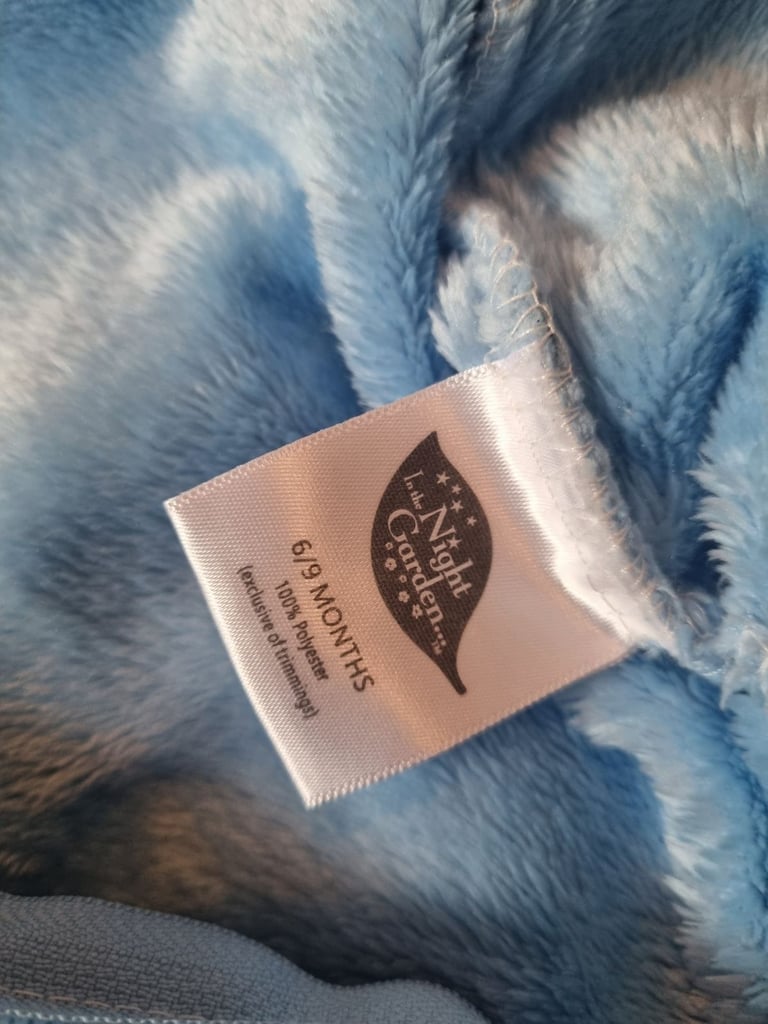 In the
Night
Garden...
6/9 MONTHS
100% Polyester
(exclusive of trimmings)